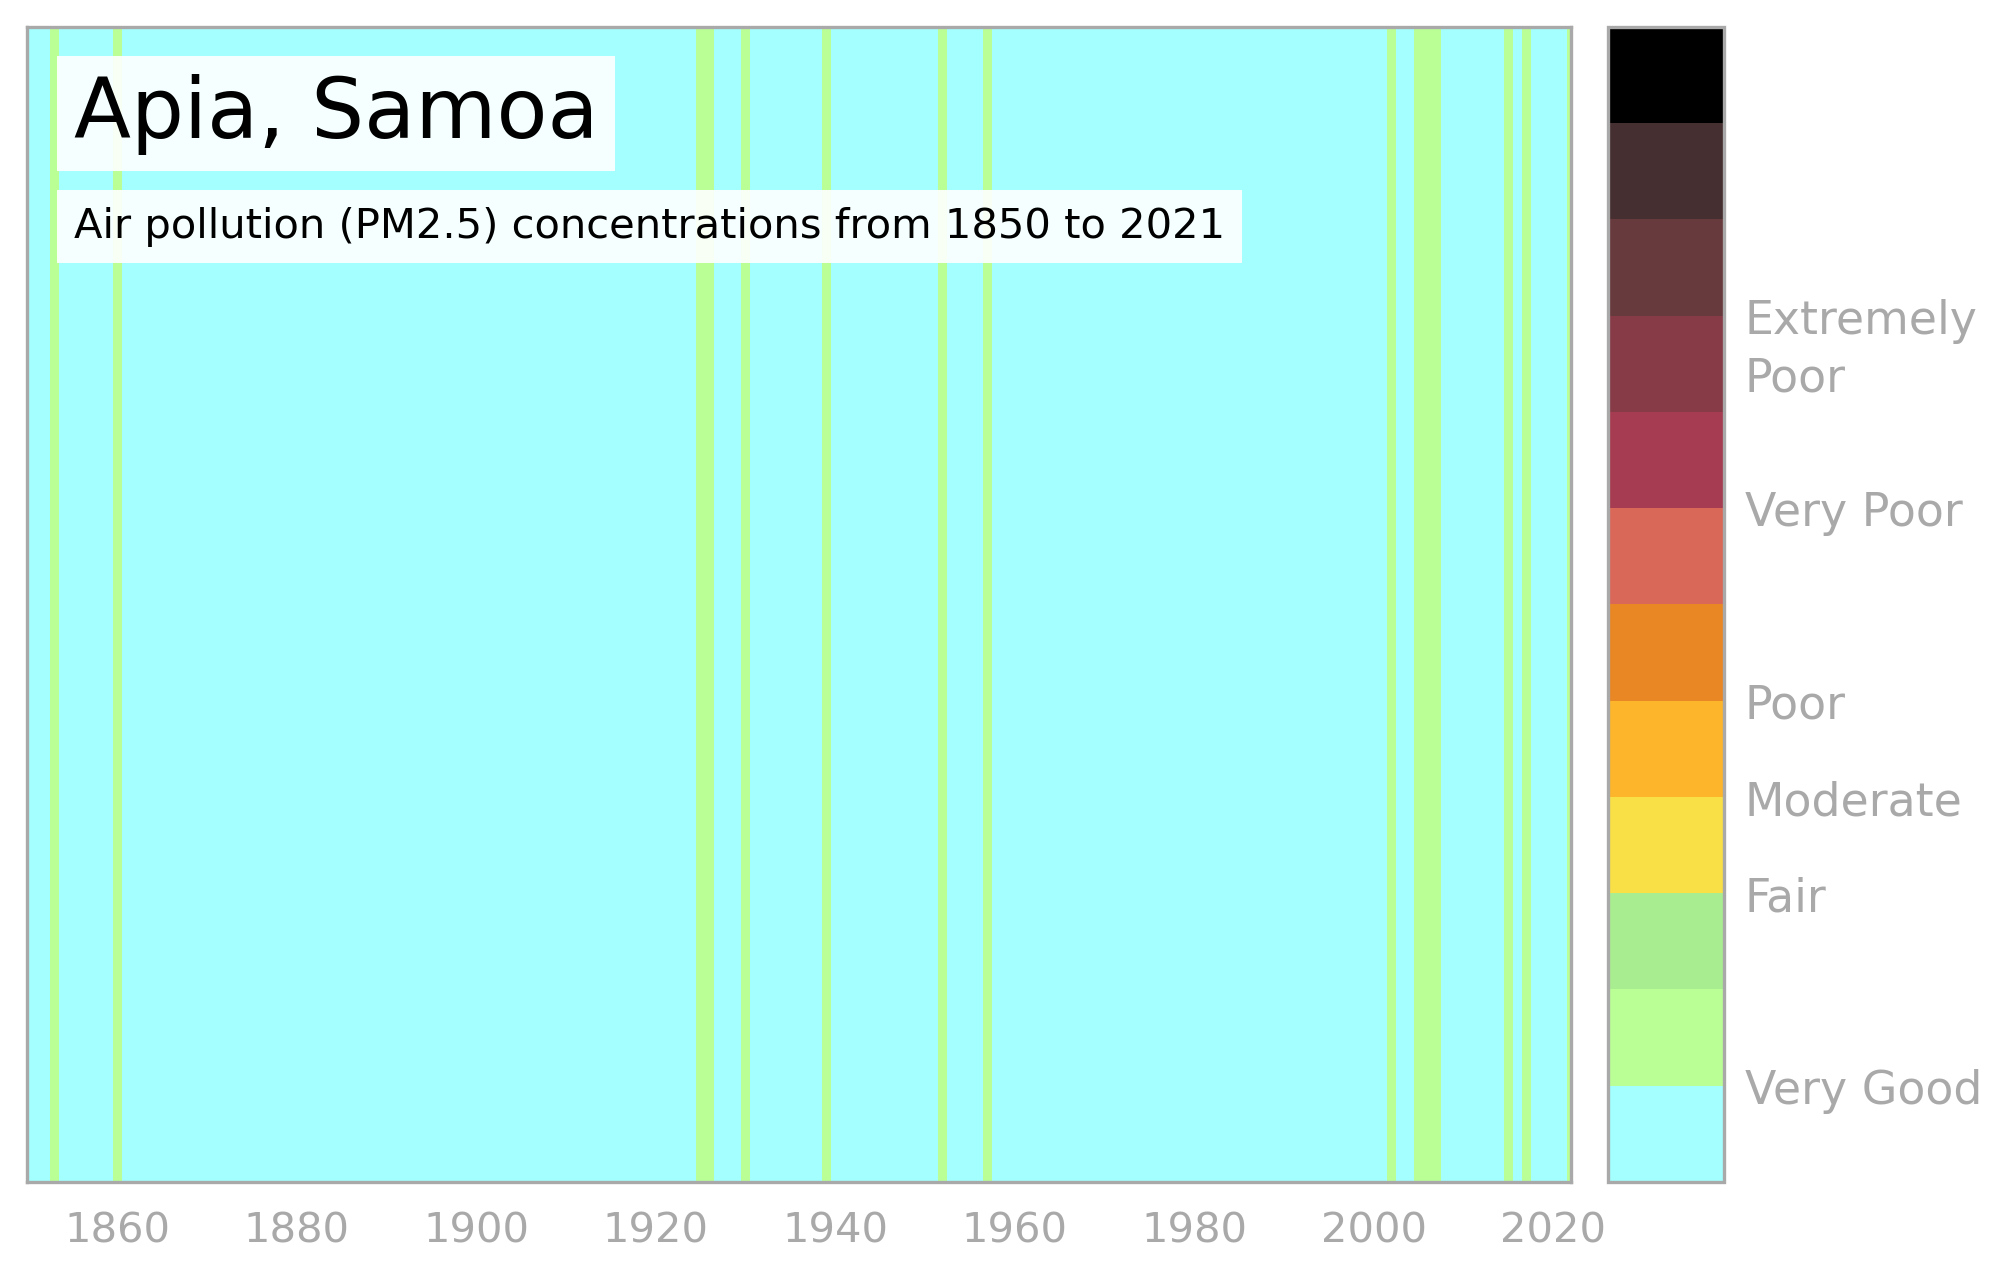 Apia, Samoa
Air pollution (PM2.5) concentrations from 1850 to 2021
Extremely
Poor
Very Poor
Poor
Moderate
Fair
Very Good
1860 1880 1900 1920 1940 1960 1980 2000 2020